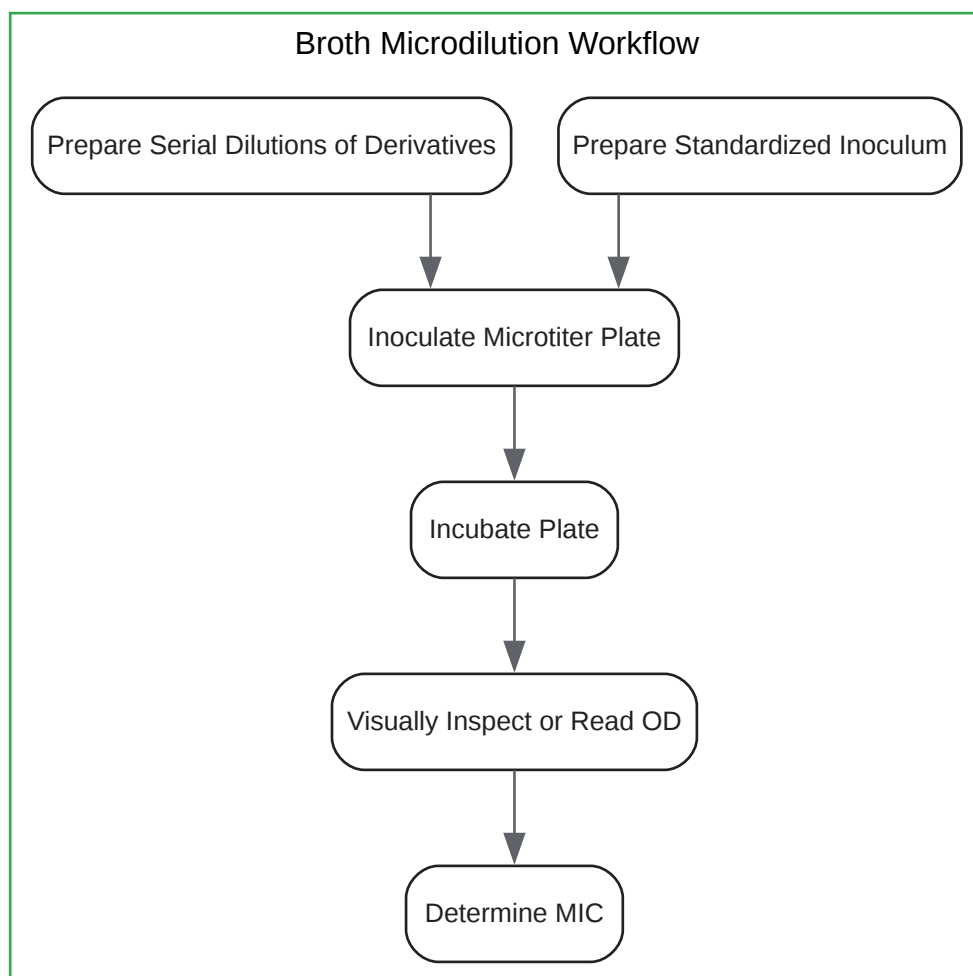 Broth Microdilution Workflow
Prepare Serial Dilutions of Derivatives
Prepare Standardized Inoculum
Inoculate Microtiter Plate
Incubate Plate
Visually Inspect or Read OD
Determine MIC